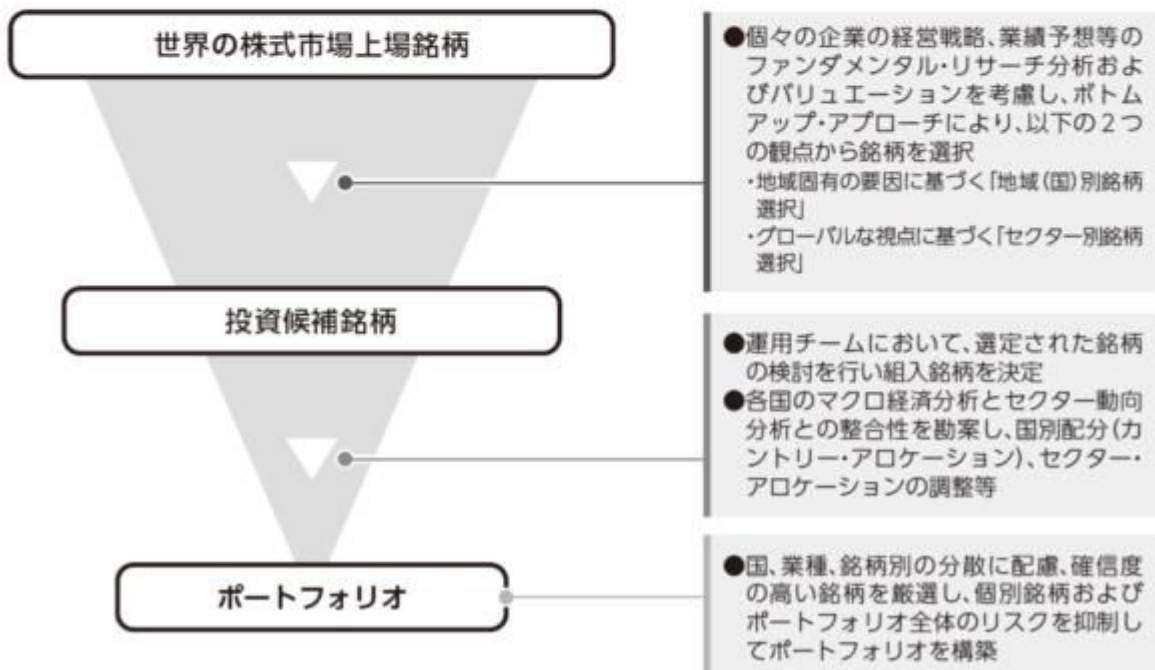 世界の株式市場上場銘柄
●個々の企業の経営戦略、業績予想等の
ファンダメンタル・リサーチ分析およ
びバリュエーションを考慮し、ボトム
アップ・アプローチにより、以下の2つ
の観点から銘柄を選択
・地域固有の要因に基づく「地域(国)別銘柄
選択」
・グローバルな視点に基づく「セクター別銘柄
選択」
投資候補銘柄
●運用チームにおいて、選定された銘柄
の検討を行い組入銘柄を決定
●各国のマクロ経済分析とセクター動向
分析との整合性を勘案し、国別配分(カ
ントリー・アロケーション)、セクター・
アロケーションの調整等
ポートフォリオ
●国、業種、銘柄別の分散に配慮、確信度
の高い銘柄を厳選し、個別銘柄および
ポートフォリオ全体のリスクを抑制し
てポートフォリオを構築